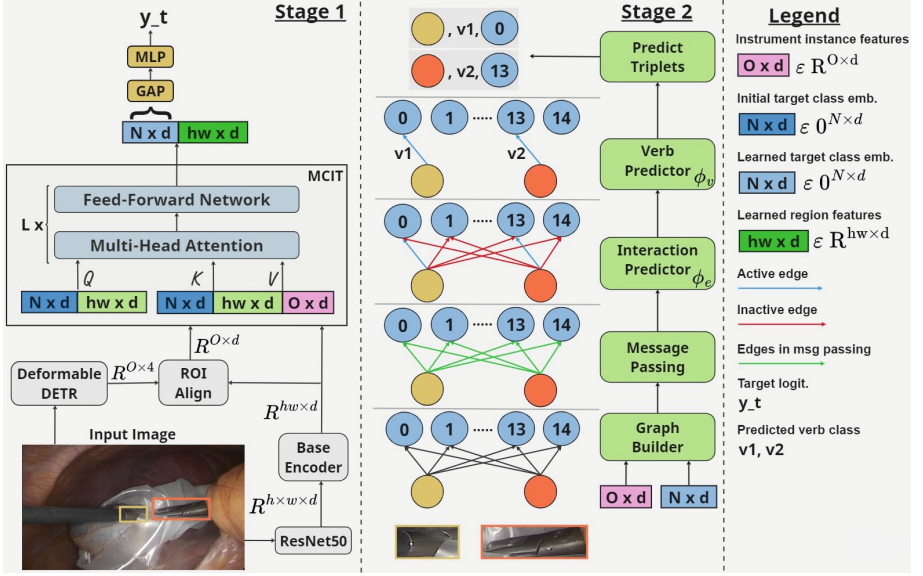 Stage 1
y_t
MLP
GAP
N x d hw x d
MCIT
Feed-Forward Network
L x
Multi-Head Attention
Q K V
N x d hw x d N x d hw x d O x d
R^{O×d}
Deformable DETR
R^{O×4}
ROI Align
R^{hw×d}
Input Image
Base Encoder
R^{h×w×d}
ResNet50
Stage 2
, v1, 0
, v2, 13
Predict Triplets
0 1 ..... 13 14
v1 v2
Verb Predictor ϕ_v
0 1 ..... 13 14
Interaction Predictor ϕ_e
0 1 ..... 13 14
Message Passing
0 1 ..... 13 14
Graph Builder
O x d N x d
Legend
Instrument instance features
O x d ε R^{O×d}
Initial target class emb.
N x d ε 0^{N×d}
Learned target class emb.
N x d ε 0^{N×d}
Learned region features
hw x d ε R^{hw×d}
Active edge
Inactive edge
Edges in msg passing
Target logit.
y_t
Predicted verb class
v1, v2